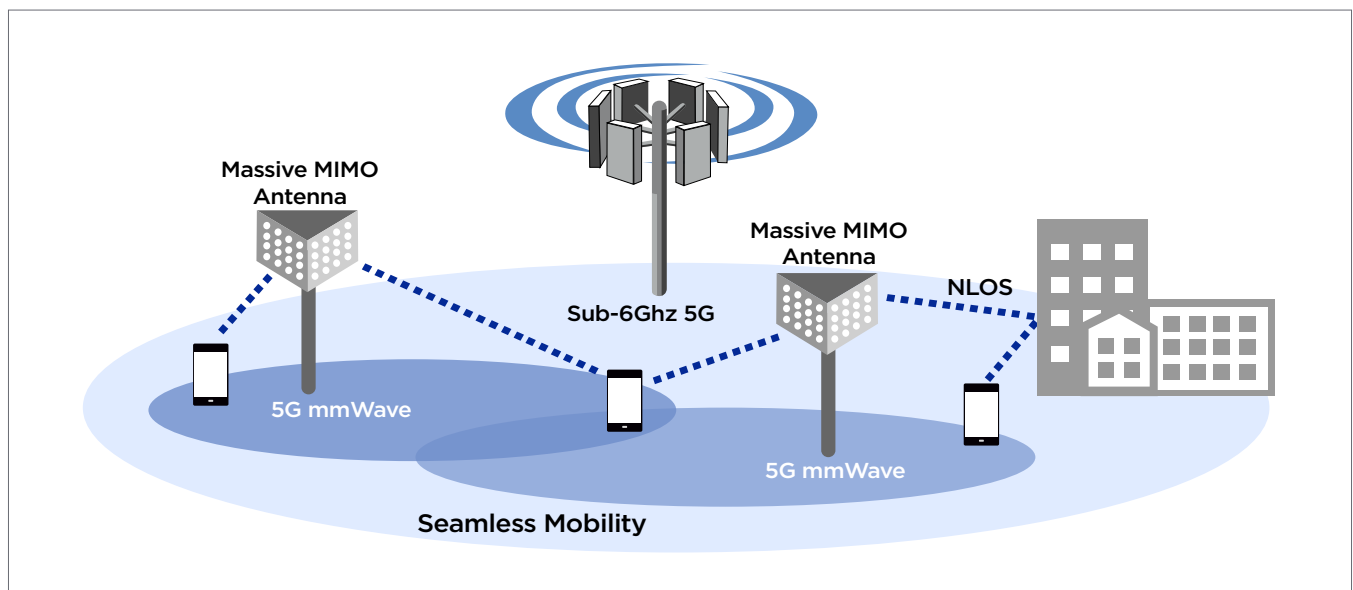 Massive MIMO
Antenna
Massive MIMO
Antenna
NLOS
Sub-6Ghz 5G
5G mmWave
5G mmWave
Seamless Mobility